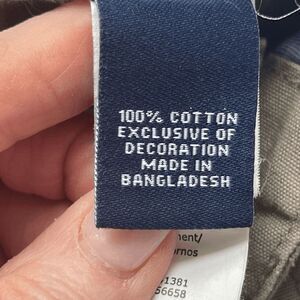 100% COTTON
EXCLUSIVE OF
DECORATION
MADE IN
BANGLADESH